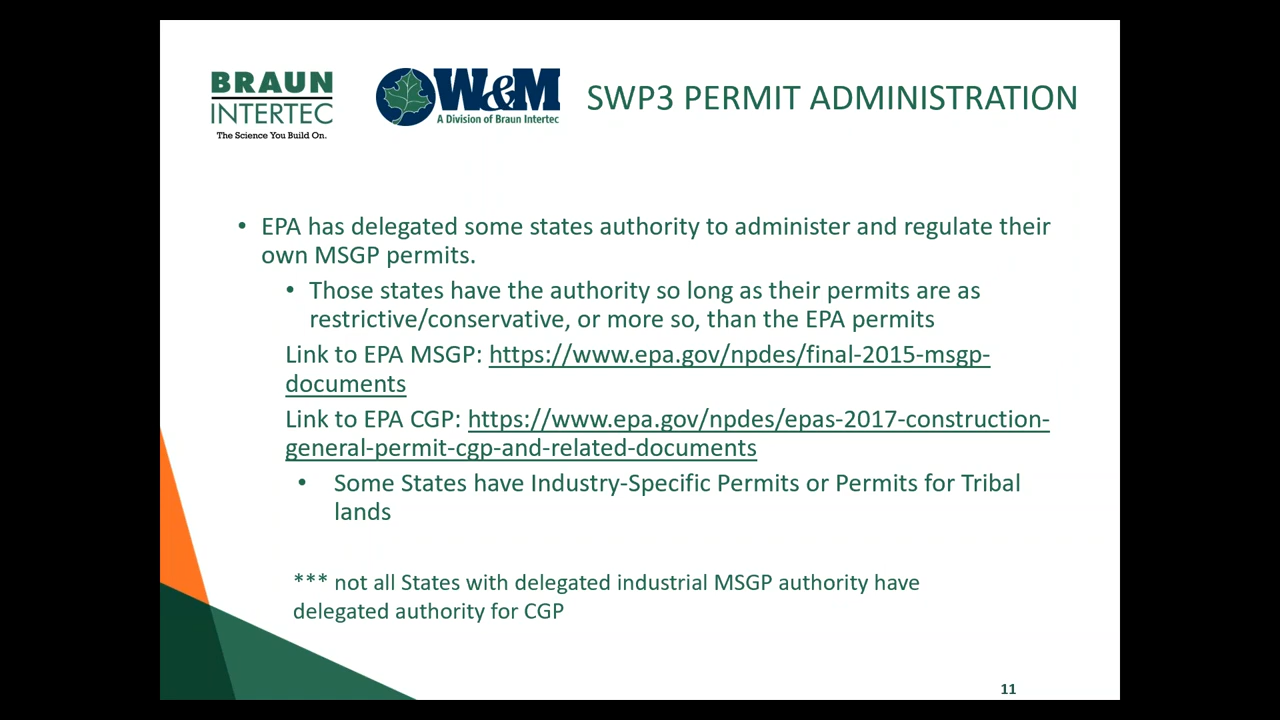 BRAUN
INTERTEC
The Science You Build On.
W&M
A Division of Braun Intertec
SWP3 PERMIT ADMINISTRATION
• EPA has delegated some states authority to administer and regulate their
own MSGP permits.
• Those states have the authority so long as their permits are as
restrictive/conservative, or more so, than the EPA permits
Link to EPA MSGP: https://www.epa.gov/npdes/final-2015-msgp-
documents
Link to EPA CGP: https://www.epa.gov/npdes/epas-2017-construction-
general-permit-cgp-and-related-documents
• Some States have Industry-Specific Permits or Permits for Tribal
lands
*** not all States with delegated industrial MSGP authority have
delegated authority for CGP
11